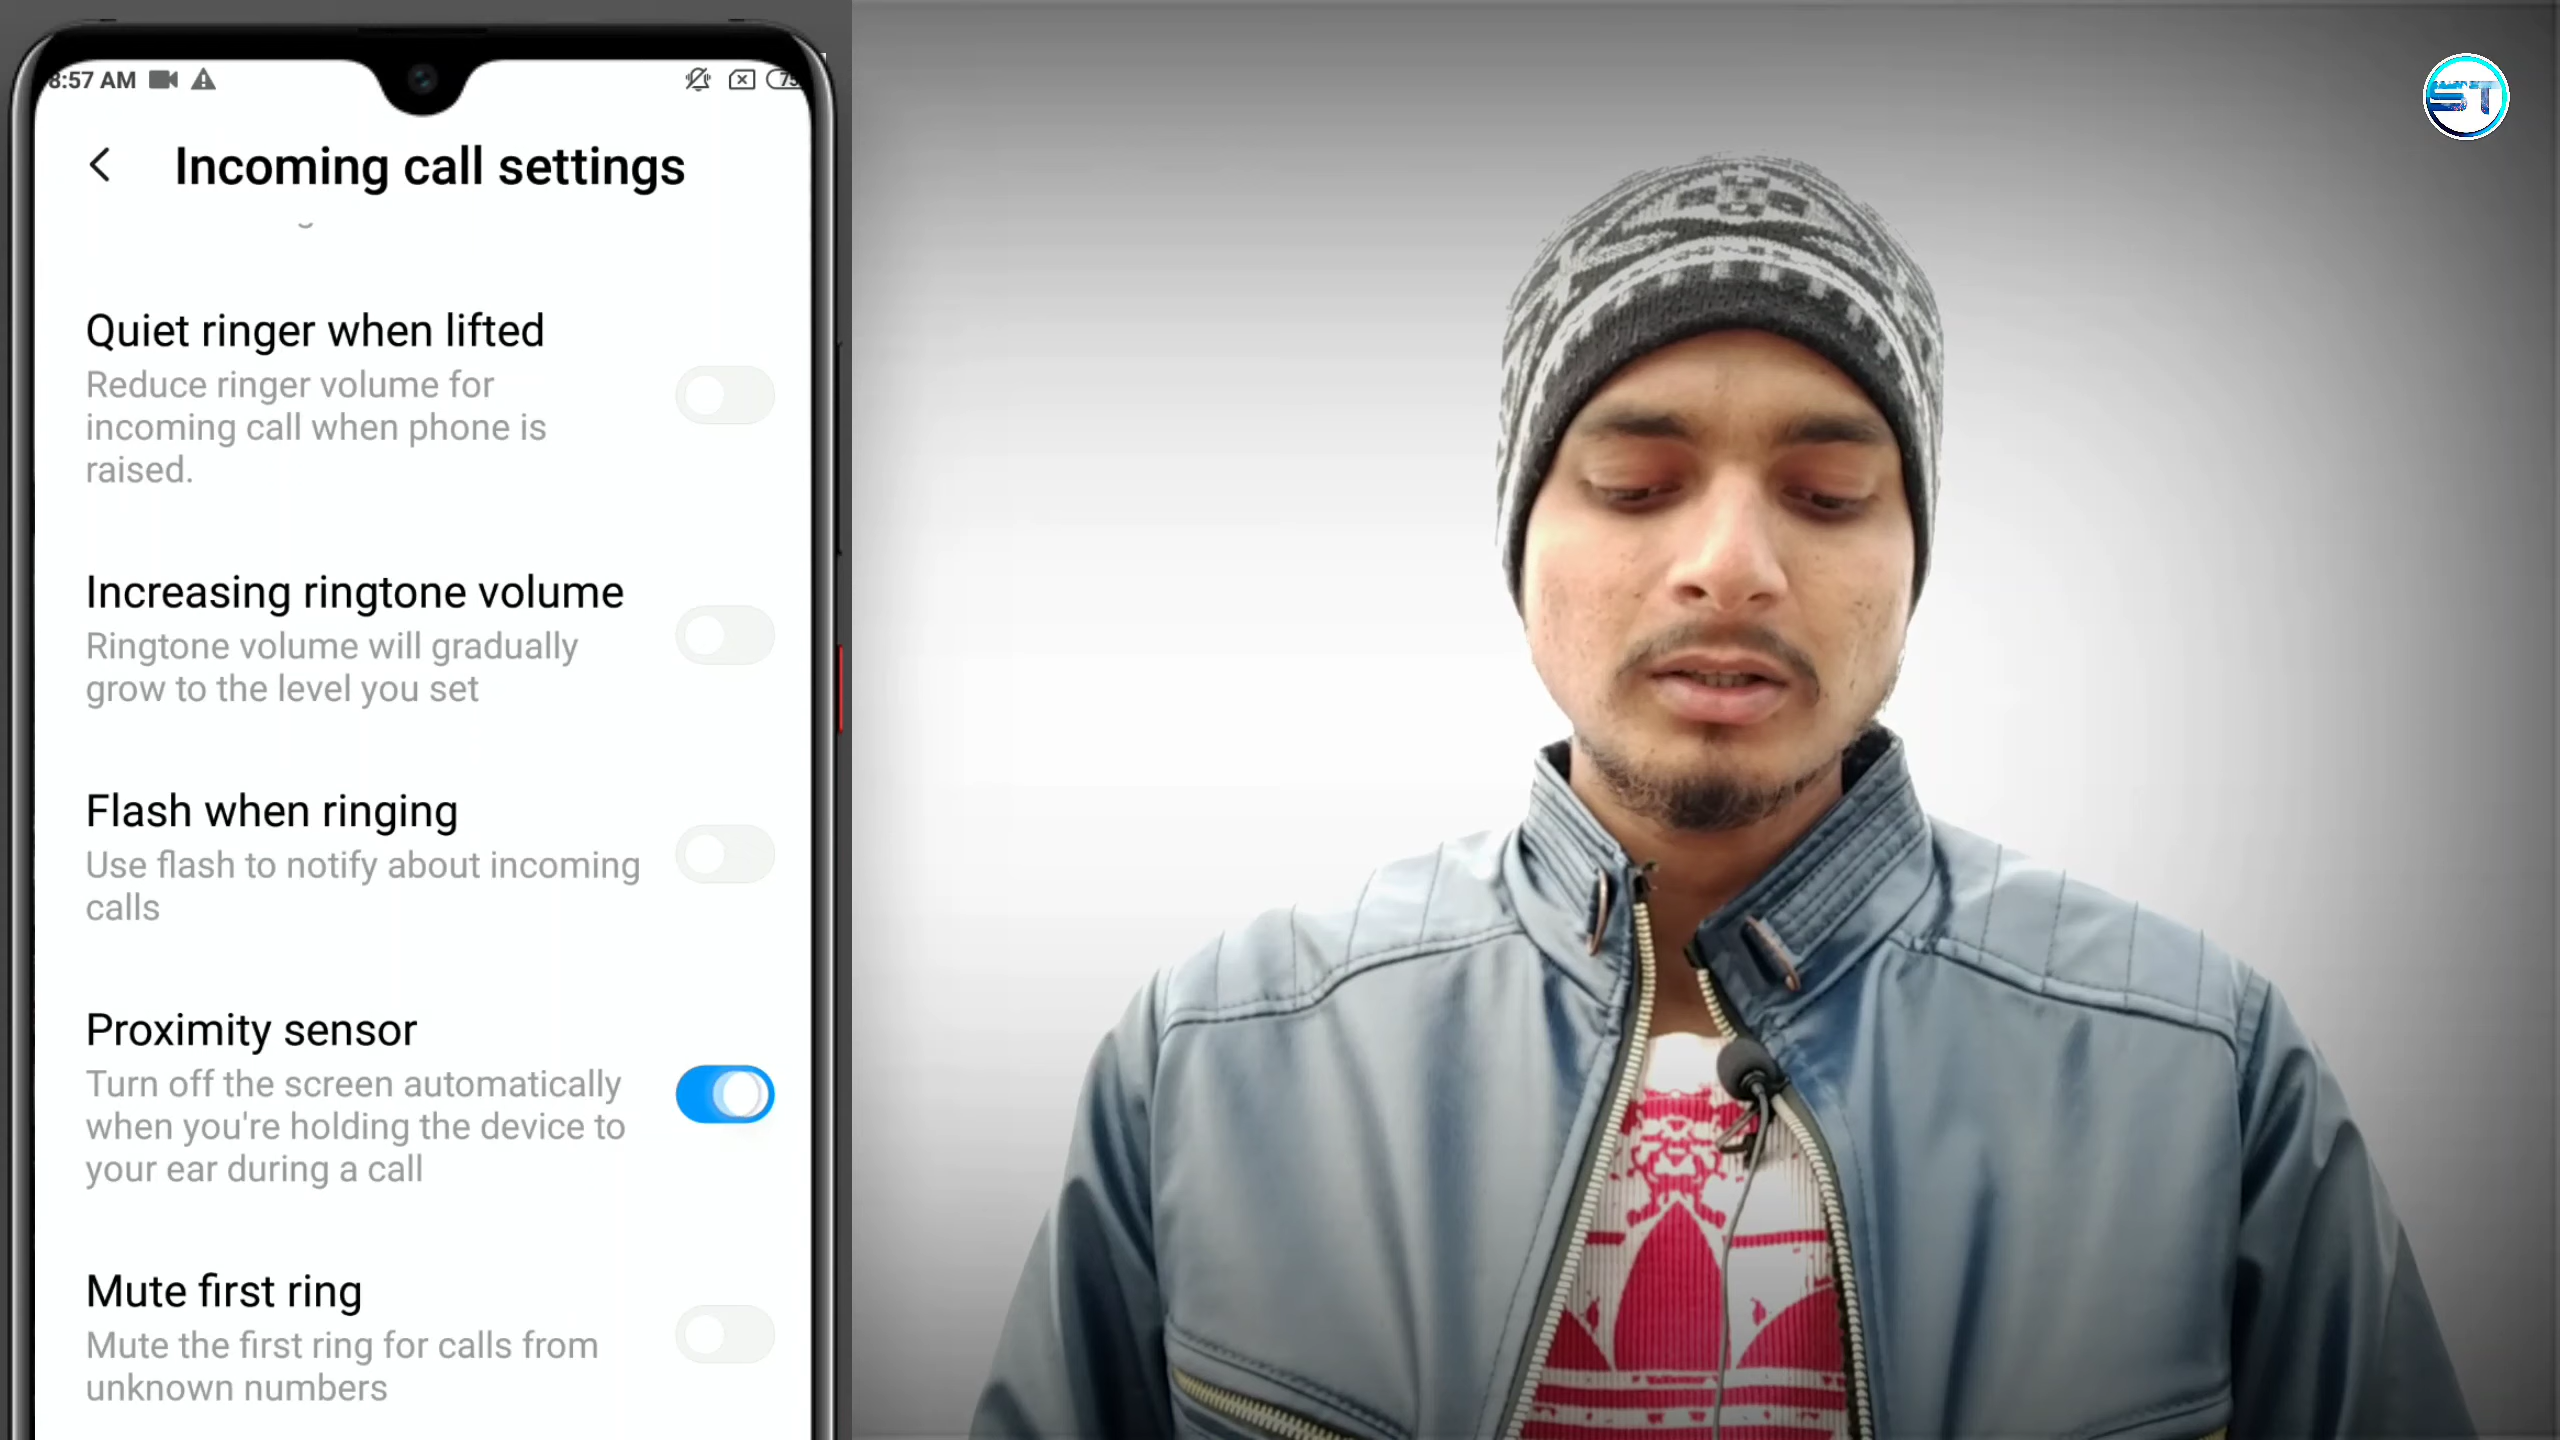 8:57 AM
75
Incoming call settings
Quiet ringer when lifted
Reduce ringer volume for
incoming call when phone is
raised.
Increasing ringtone volume
Ringtone volume will gradually
grow to the level you set
Flash when ringing
Use flash to notify about incoming
calls
Proximity sensor
Turn off the screen automatically
when you're holding the device to
your ear during a call
Mute first ring
Mute the first ring for calls from
unknown numbers
ST